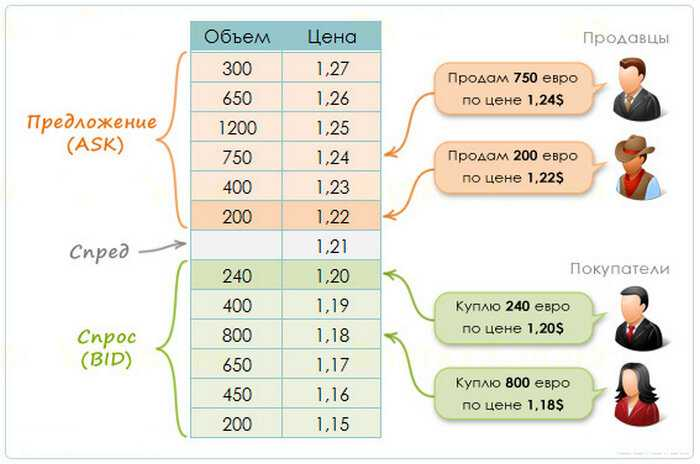 Продавцы
Объем Цена
300 1,27
650 1,26
1200 1,25
750 1,24
400 1,23
200 1,22
1,21
240 1,20
400 1,19
800 1,18
650 1,17
450 1,16
200 1,15
Предложение
(ASK)
Спред
Спрос
(BID)
Продам 750 евро
по цене 1,24$
Продам 200 евро
по цене 1,22$
Покупатели
Куплю 240 евро
по цене 1,20$
Куплю 800 евро
по цене 1,18$